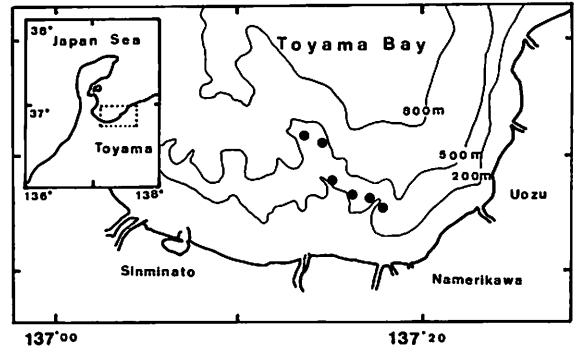 38°
Japan Sea
37°
Toyama
136°
138°
Toyama Bay
800m
500m
200m
Uozu
Sinminato
Namerikawa
137°00
137°20